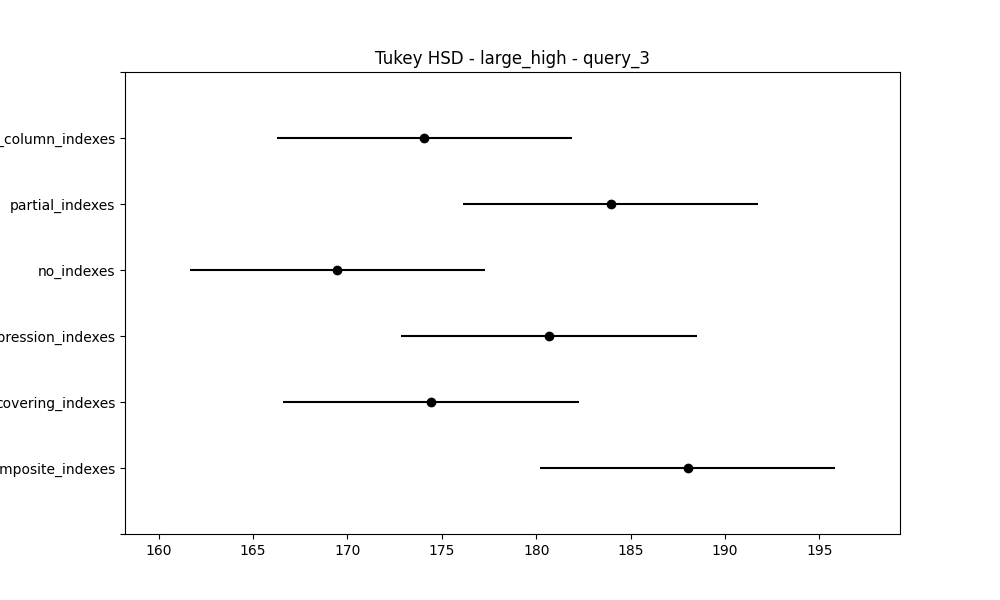 Tukey HSD - large_high - query_3
_column_indexes
partial_indexes
no_indexes
pression_indexes
covering_indexes
mposite_indexes
160 165 170 175 180 185 190 195